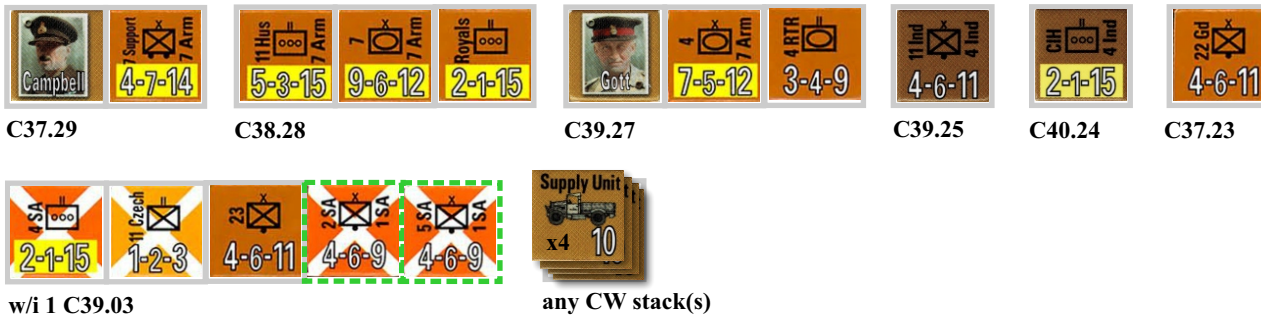 Campbell
7 Support
7 Arm
4-7-14
11 Hus
7 Arm
5-3-15
7
7 Arm
9-6-12
Royals
2-1-15
Gott
4
7 Arm
7-5-12
4 RTR
3-4-9
11 Ind
4 Ind
4-6-11
CIH
4 Ind
2-1-15
22 Gd
4-6-11
C37.29
C38.28
C39.27
C39.25
C40.24
C37.23
4 SA
2-1-15
11 Czech
1-2-3
23
4-6-11
2 SA
1 SA
4-6-9
5 SA
1 SA
4-6-9
Supply Unit
x4
10
w/i 1 C39.03
any CW stack(s)